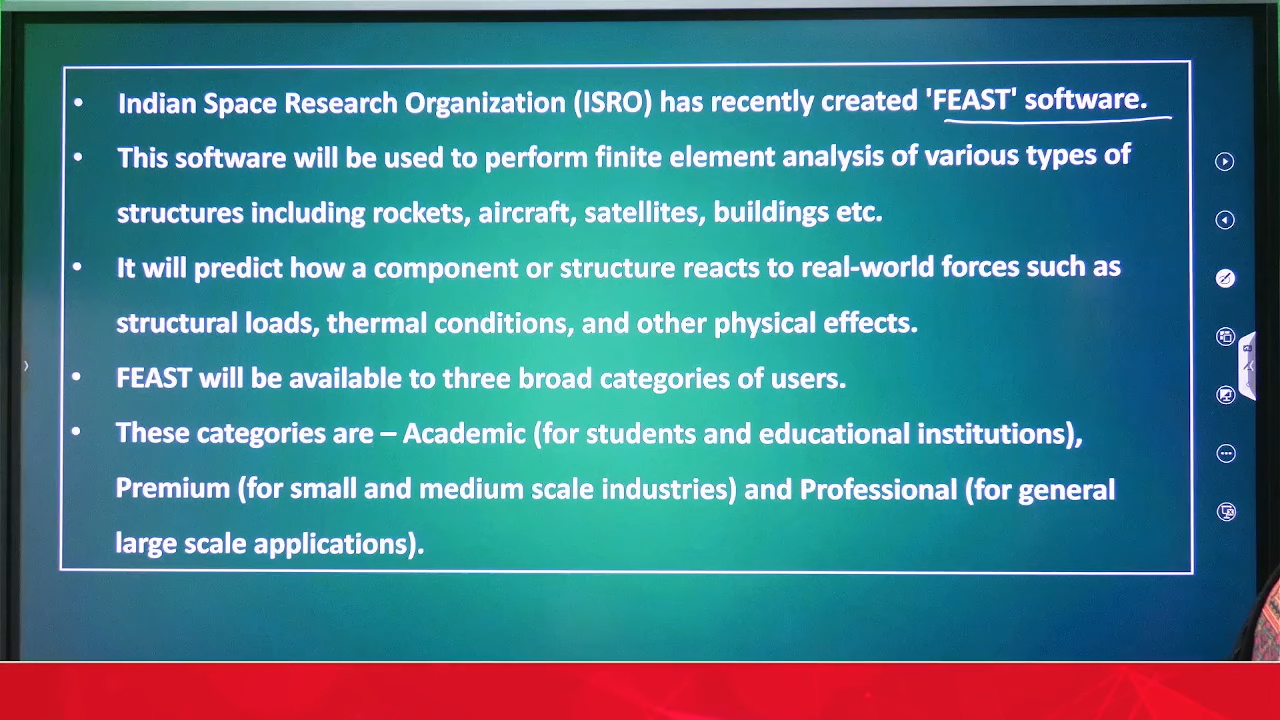 • Indian Space Research Organization (ISRO) has recently created 'FEAST' software.
• This software will be used to perform finite element analysis of various types of
structures including rockets, aircraft, satellites, buildings etc.
• It will predict how a component or structure reacts to real-world forces such as
structural loads, thermal conditions, and other physical effects.
• FEAST will be available to three broad categories of users.
• These categories are – Academic (for students and educational institutions),
Premium (for small and medium scale industries) and Professional (for general
large scale applications).